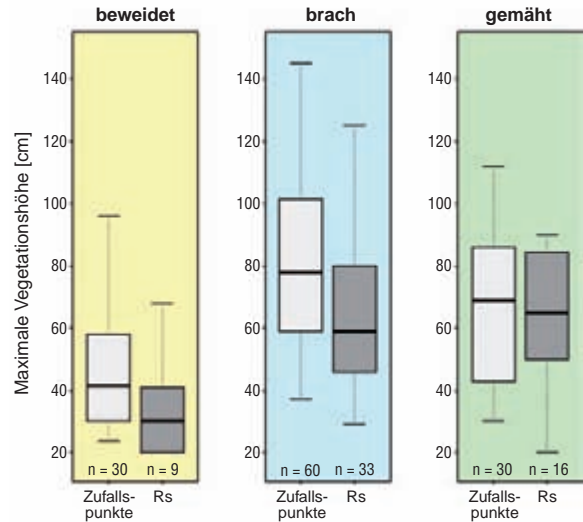 beweidet brach gemäht
Maximale Vegetationshöhe [cm]
140 140 140
120 120 120
100 100 100
80 80 80
60 60 60
40 40 40
20 20 20
n = 30 n = 9 n = 60 n = 33 n = 30 n = 16
Zufalls- Rs Zufalls- Rs Zufalls- Rs
punkte punkte punkte